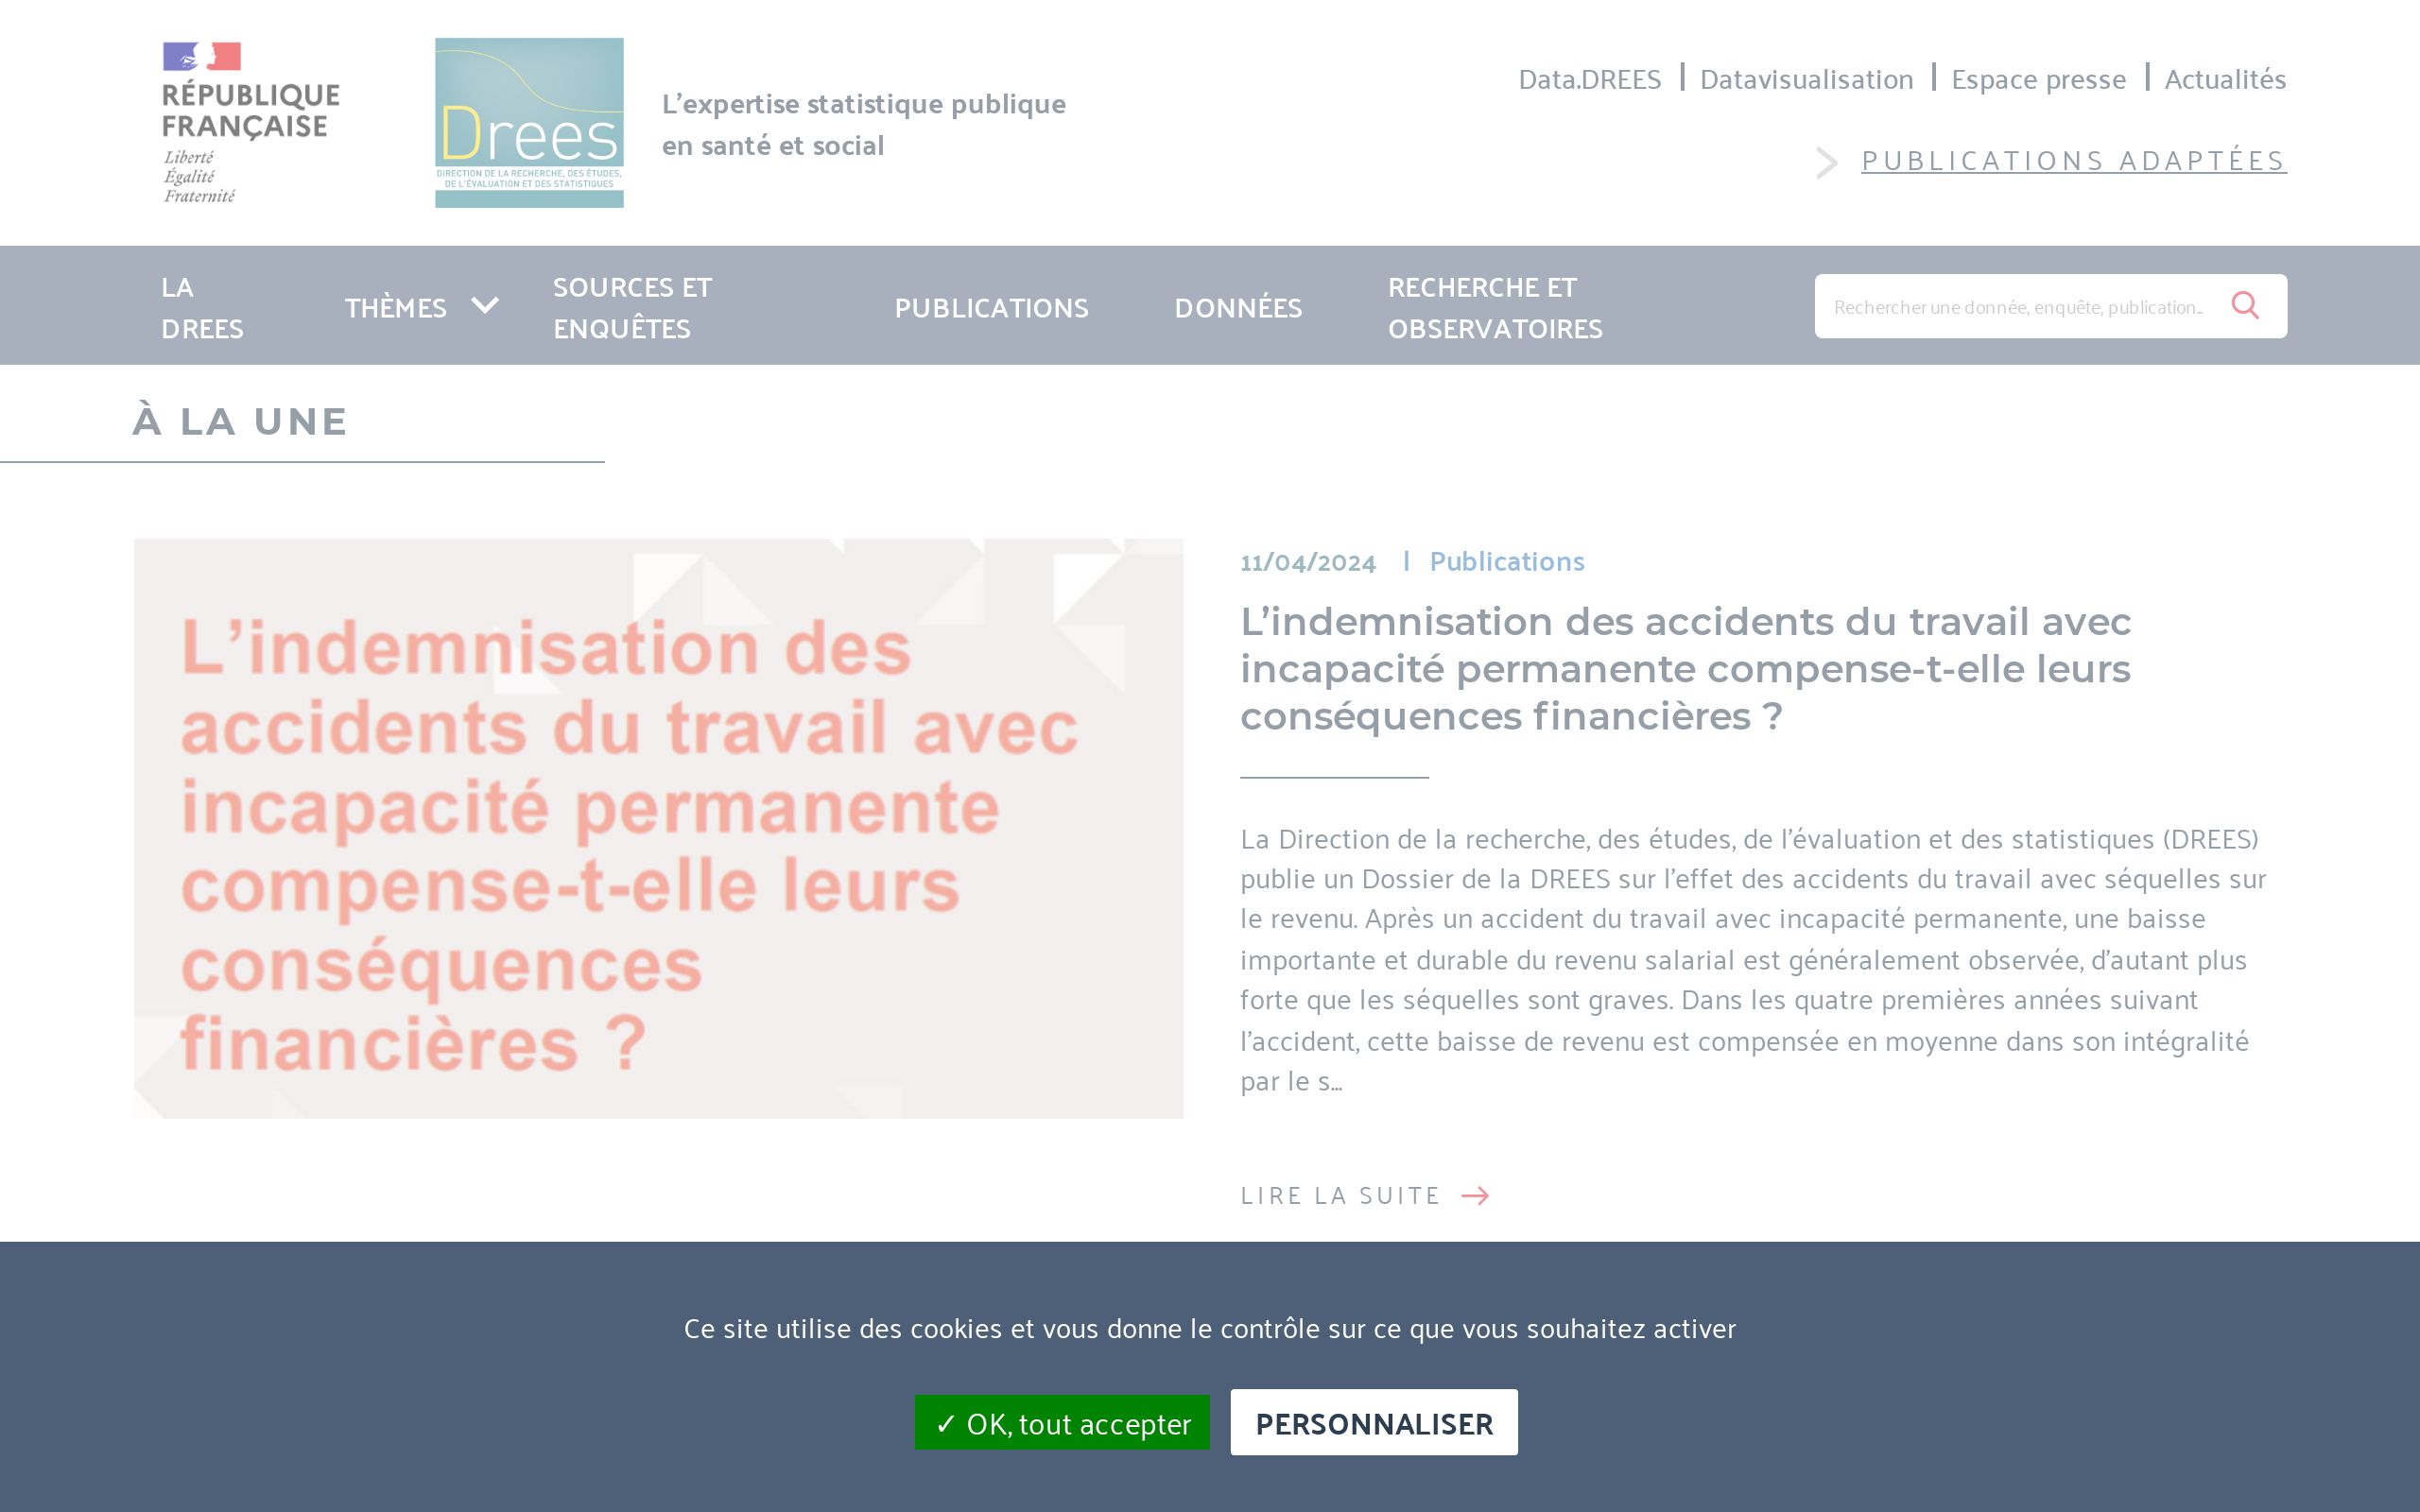 RÉPUBLIQUE
FRANÇAISE
Liberté
Égalité
Fraternité
Drees
DIRECTION DE LA RECHERCHE, DES ÉTUDES,
DE L'ÉVALUATION ET DES STATISTIQUES
L'expertise statistique publique
en santé et social
Data.DREES | Datavisualisation | Espace presse | Actualités
PUBLICATIONS ADAPTÉES
LA
DREES
THÈMES
SOURCES ET
ENQUÊTES
PUBLICATIONS
DONNÉES
RECHERCHE ET
OBSERVATOIRES
Rechercher une donnée, enquête, publication...
À LA UNE
L'indemnisation des
accidents du travail avec
incapacité permanente
compense-t-elle leurs
conséquences
financières ?
11/04/2024 | Publications
L'indemnisation des accidents du travail avec
incapacité permanente compense-t-elle leurs
conséquences financières ?
La Direction de la recherche, des études, de l'évaluation et des statistiques (DREES)
publie un Dossier de la DREES sur l'effet des accidents du travail avec séquelles sur
le revenu. Après un accident du travail avec incapacité permanente, une baisse
importante et durable du revenu salarial est généralement observée, d'autant plus
forte que les séquelles sont graves. Dans les quatre premières années suivant
l'accident, cette baisse de revenu est compensée en moyenne dans son intégralité
par le s...
LIRE LA SUITE →
Ce site utilise des cookies et vous donne le contrôle sur ce que vous souhaitez activer
✓ OK, tout accepter
PERSONNALISER